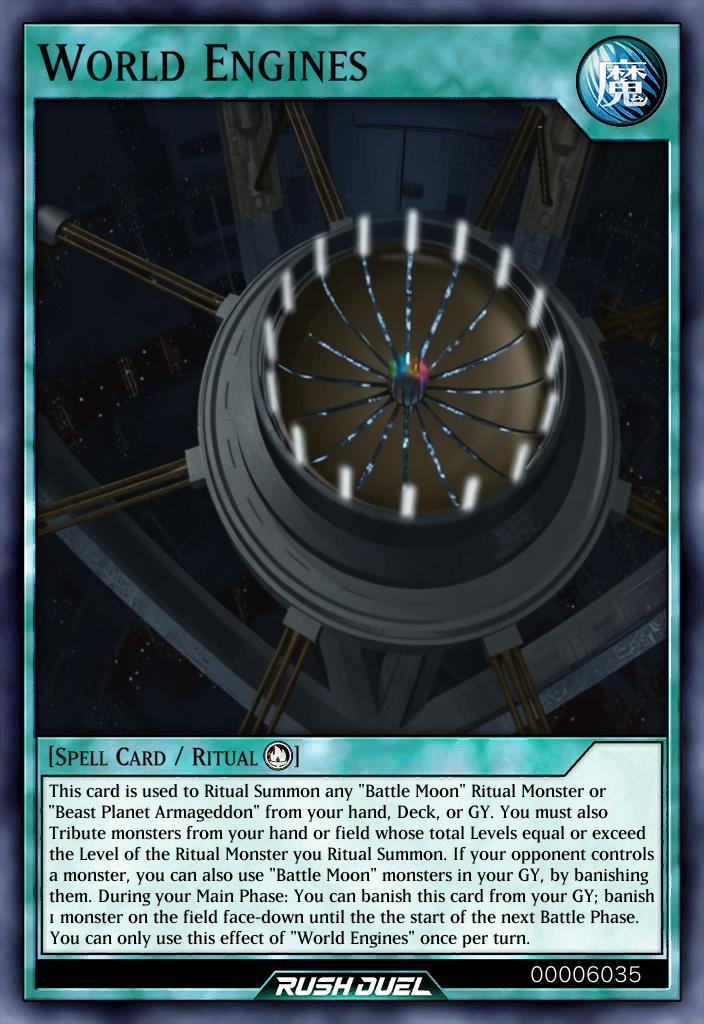 World Engines
魔
[Spell Card / Ritual]
This card is used to Ritual Summon any "Battle Moon" Ritual Monster or
"Beast Planet Armageddon" from your hand, Deck, or GY. You must also
Tribute monsters from your hand or field whose total Levels equal or exceed
the Level of the Ritual Monster you Ritual Summon. If your opponent controls
a monster, you can also use "Battle Moon" monsters in your GY, by banishing
them. During your Main Phase: You can banish this card from your GY; banish
1 monster on the field face-down until the the start of the next Battle Phase.
You can only use this effect of "World Engines" once per turn.
00006035
RUSH DUEL